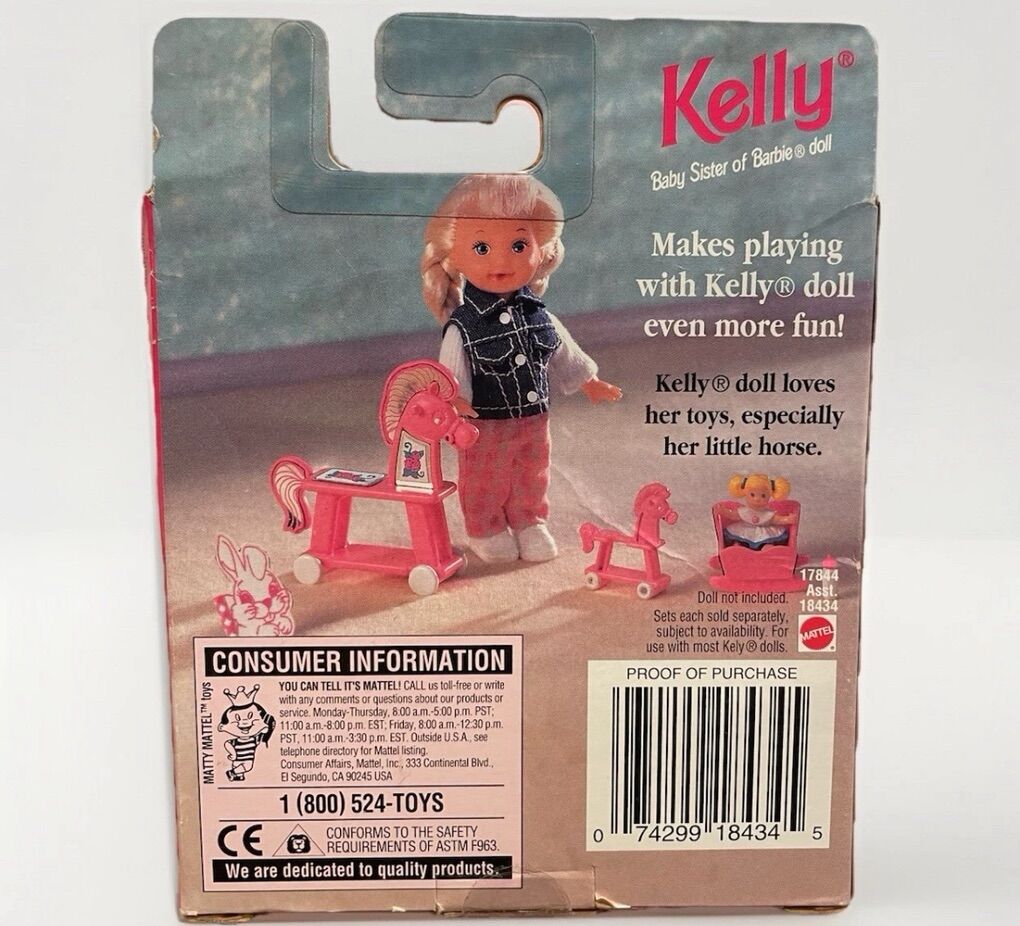 Kelly®
Baby Sister of Barbie® doll
Makes playing
with Kelly® doll
even more fun!
Kelly® doll loves
her toys, especially
her little horse.
17844
Asst.
18434
Doll not included.
Sets each sold separately,
subject to availability. For
use with most Kely® dolls.
MATTEL®
CONSUMER INFORMATION
MATTY MATTEL™ toys
YOU CAN TELL IT'S MATTEL! CALL us toll-free or write
with any comments or questions about our products or
service. Monday-Thursday, 8:00 a.m.-5:00 p.m. PST;
11:00 a.m.-8:00 p.m. EST; Friday, 8:00 a.m.-12:30 p.m.
PST, 11:00 a.m.-3:30 p.m. EST. Outside U.S.A., see
telephone directory for Mattel listing.
Consumer Affairs, Mattel, Inc., 333 Continental Blvd.,
El Segundo, CA 90245 USA
1 (800) 524-TOYS
CE
CONFORMS TO THE SAFETY
REQUIREMENTS OF ASTM F963.
We are dedicated to quality products.
PROOF OF PURCHASE
0 74299 18434 5